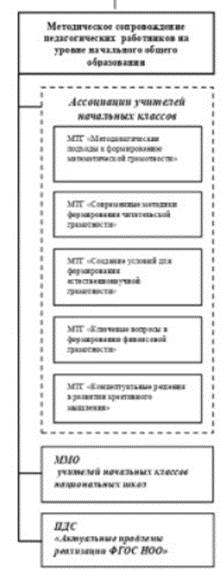 Методическое сопровождение
педагогических работников на
уровне начального общего
образования
Ассоциации учителей
начальных классов
МТГ «Методологические
подходы к формированию
математической грамотности»
МТГ «Современные методики
формирования читательской
грамотности»
МТГ «Создание условий для
формирования
естественнонаучной
грамотности»
МТГ «Ключевые вопросы в
формировании финансовой
грамотности»
МТГ «Концептуальные решения
в развитии креативного
мышления»
ММО
учителей начальных классов
национальных школ
ПДС
«Актуальные проблемы
реализации ФГОС НОО»